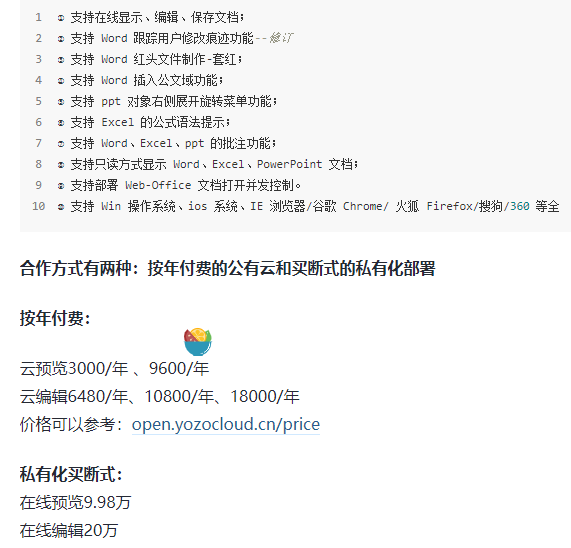 1 支持在线显示、编辑、保存文档;
2 支持 Word 跟踪用户修改痕迹功能--修订
3 支持 Word 红头文件制作-套红;
4 支持 Word 插入公文域功能;
5 支持 ppt 对象右侧展开旋转菜单功能;
6 支持 Excel 的公式语法提示;
7 支持 Word、Excel、ppt 的批注功能;
8 支持只读方式显示 Word、Excel、PowerPoint 文档;
9 支持部署 Web-Office 文档打开并发控制。
10 支持 Win 操作系统、ios 系统、IE 浏览器/谷歌 Chrome/ 火狐 Firefox/搜狗/360 等全
合作方式有两种：按年付费的公有云和买断式的私有化部署
按年付费：
云预览3000/年 、9600/年
云编辑6480/年、10800/年、18000/年
价格可以参考：open.yozocloud.cn/price
私有化买断式：
在线预览9.98万
在线编辑20万